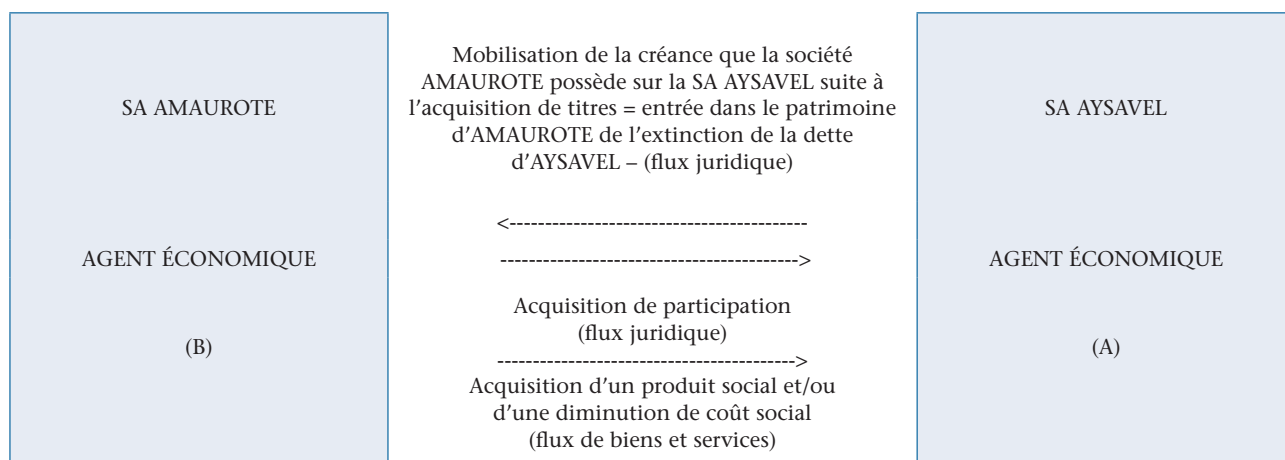 SA AMAUROTE
AGENT ÉCONOMIQUE
(B)
Mobilisation de la créance que la société
AMAUROTE possède sur la SA AYSAVEL suite à
l’acquisition de titres = entrée dans le patrimoine
d’AMAUROTE de l’extinction de la dette
d’AYSAVEL – (flux juridique)
<-------------------------------------------
------------------------------------------>
Acquisition de participation
(flux juridique)
------------------------------------------>
Acquisition d’un produit social et/ou
d’une diminution de coût social
(flux de biens et services)
SA AYSAVEL
AGENT ÉCONOMIQUE
(A)